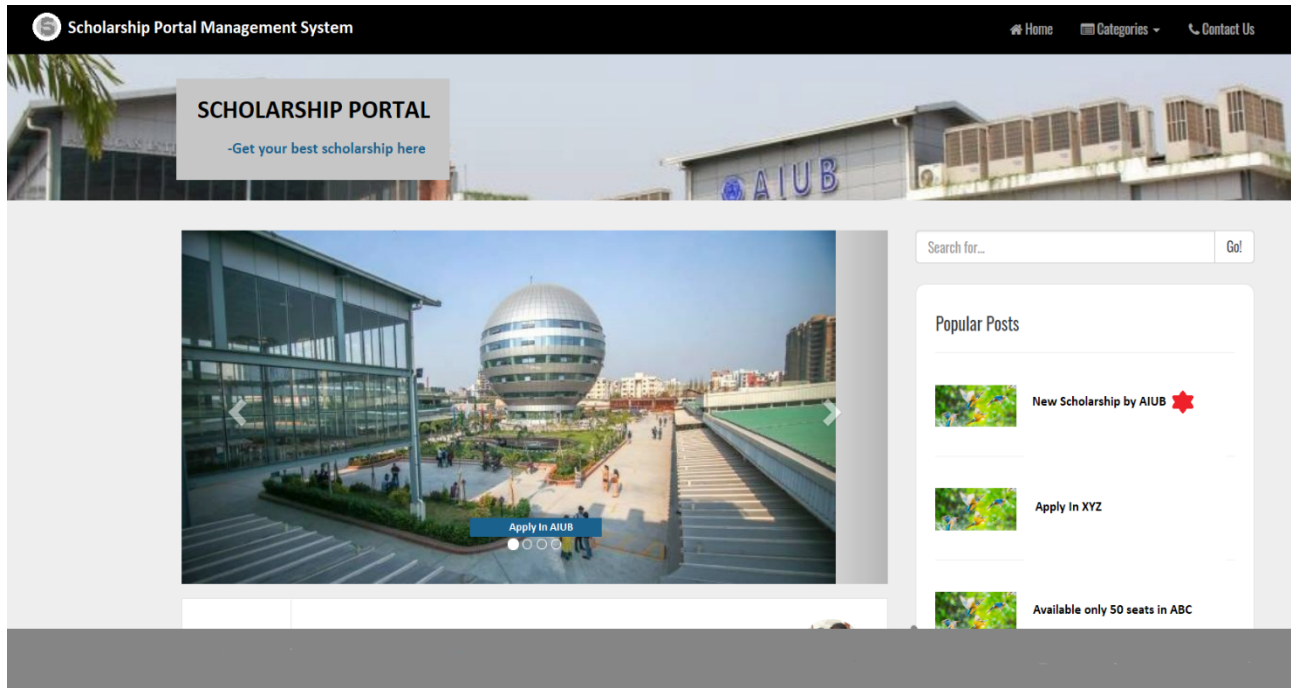 Scholarship Portal Management System
Home
Categories
Contact Us
SCHOLARSHIP PORTAL
-Get your best scholarship here
AIUB
Search for...
Go!
Popular Posts
New Scholarship by AIUB
Apply In XYZ
Available only 50 seats in ABC
Apply In AIUB